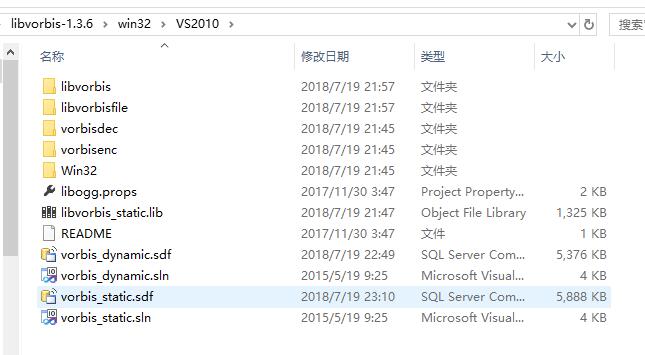 libvorbis-1.3.6 › win32 › VS2010 › 搜索
名称 修改日期 类型 大小
libvorbis 2018/7/19 21:57 文件夹
libvorbisfile 2018/7/19 21:57 文件夹
vorbisdec 2018/7/19 21:45 文件夹
vorbisenc 2018/7/19 21:45 文件夹
Win32 2018/7/19 21:45 文件夹
libogg.props 2017/11/30 3:47 Project Property... 2 KB
libvorbis_static.lib 2018/7/19 21:47 Object File Library 1,325 KB
README 2017/11/30 3:47 文件 1 KB
vorbis_dynamic.sdf 2018/7/19 22:49 SQL Server Com... 5,376 KB
vorbis_dynamic.sln 2015/5/19 9:25 Microsoft Visual... 4 KB
vorbis_static.sdf 2018/7/19 23:10 SQL Server Com... 5,888 KB
vorbis_static.sln 2015/5/19 9:25 Microsoft Visual... 4 KB